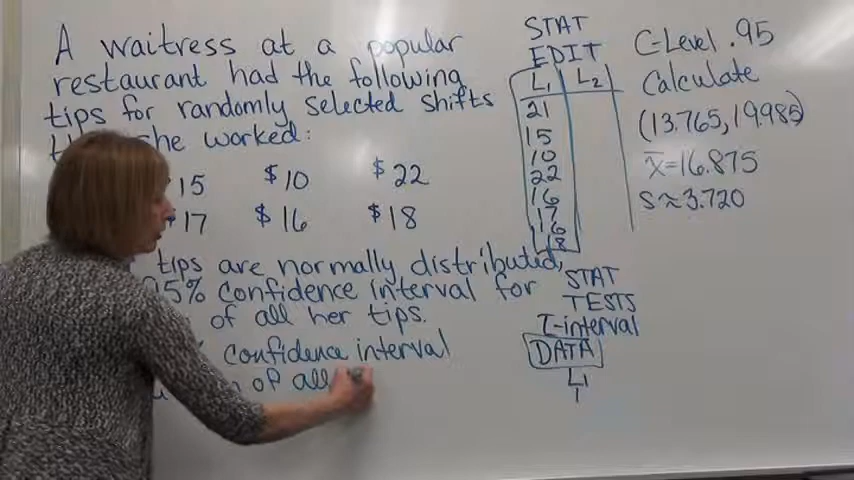 A waitress at a popular
restaurant had the following
tips for randomly selected shifts
she worked:
15 $10 $22
17 $16 $18
tips are normally distributed,
95% confidence interval for
of all her tips.
confidence interval
of all
STAT
EDIT
L1 L2
21
15
10
22
16
17
16
18
STAT
TESTS
T-interval
DATA
L1
1
C-Level .95
Calculate
(13.765, 19.985)
x̄=16.875
s≈3.720